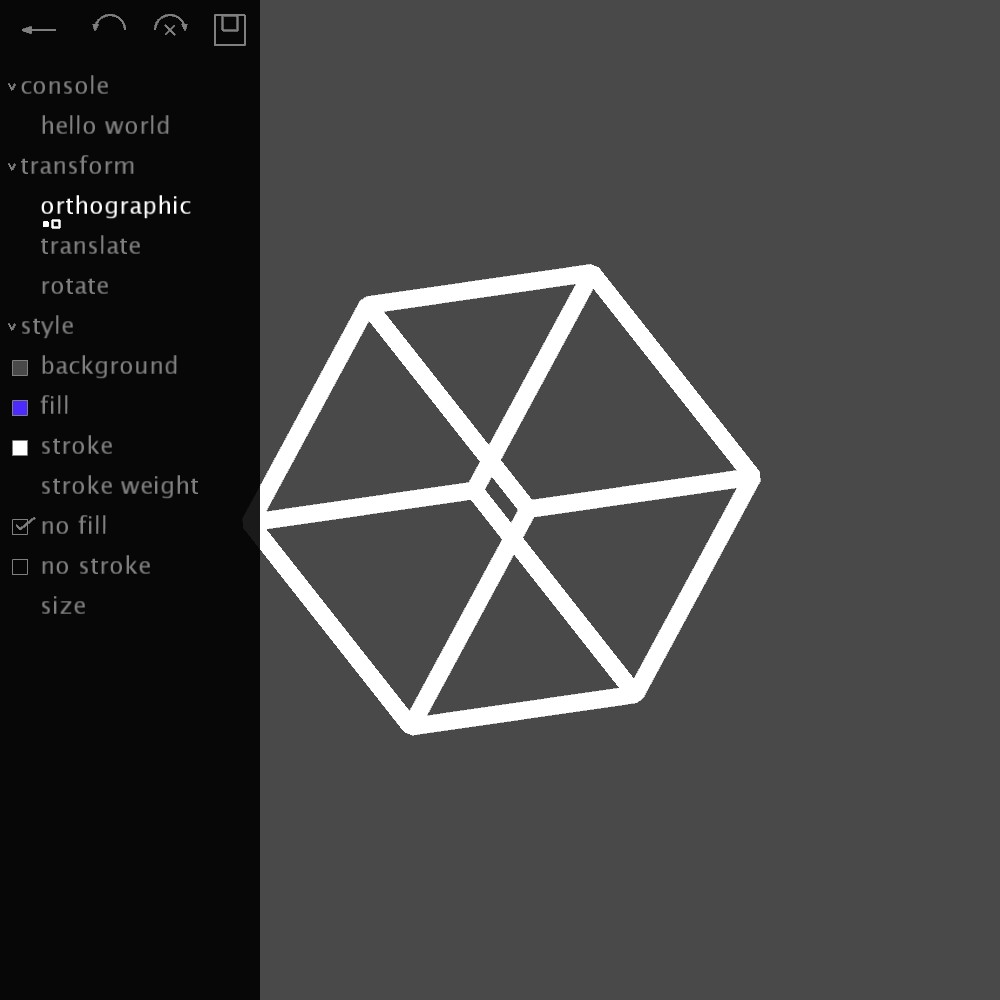 console
hello world
transform
orthographic
translate
rotate
style
background
fill
stroke
stroke weight
no fill
no stroke
size